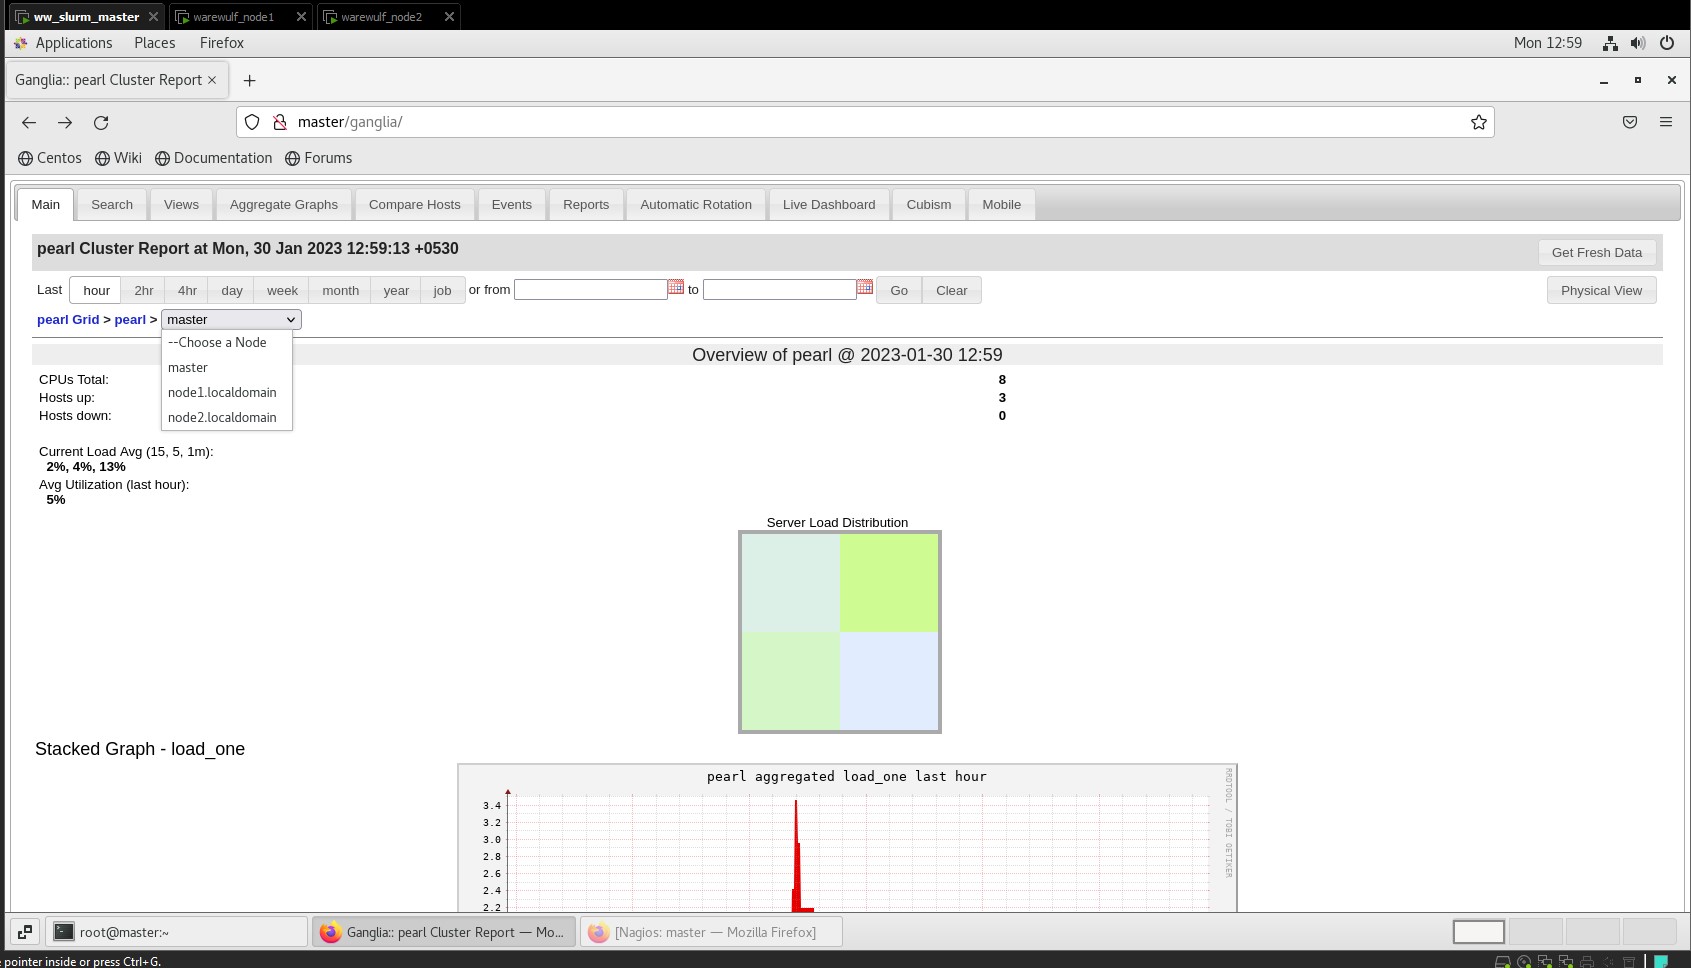 ww_slurm_master warewulf_node1 warewulf_node2
Applications Places Firefox Mon 12:59
Ganglia:: pearl Cluster Report
master/ganglia/
Centos Wiki Documentation Forums
Main Search Views Aggregate Graphs Compare Hosts Events Reports Automatic Rotation Live Dashboard Cubism Mobile
pearl Cluster Report at Mon, 30 Jan 2023 12:59:13 +0530 Get Fresh Data
Last hour 2hr 4hr day week month year job or from to Go Clear Physical View
pearl Grid > pearl > master
--Choose a Node
master
node1.localdomain
node2.localdomain
Overview of pearl @ 2023-01-30 12:59
CPUs Total: 8
Hosts up: 3
Hosts down: 0
Current Load Avg (15, 5, 1m):
2%, 4%, 13%
Avg Utilization (last hour):
5%
Server Load Distribution
Stacked Graph - load_one
pearl aggregated load_one last hour
RRDTOOL / TOBI OETIKER
3.4
3.2
3.0
2.8
2.6
2.4
2.2
root@master:~ Ganglia:: pearl Cluster Report — Mo... [Nagios: master — Mozilla Firefox]
pointer inside or press Ctrl+G.